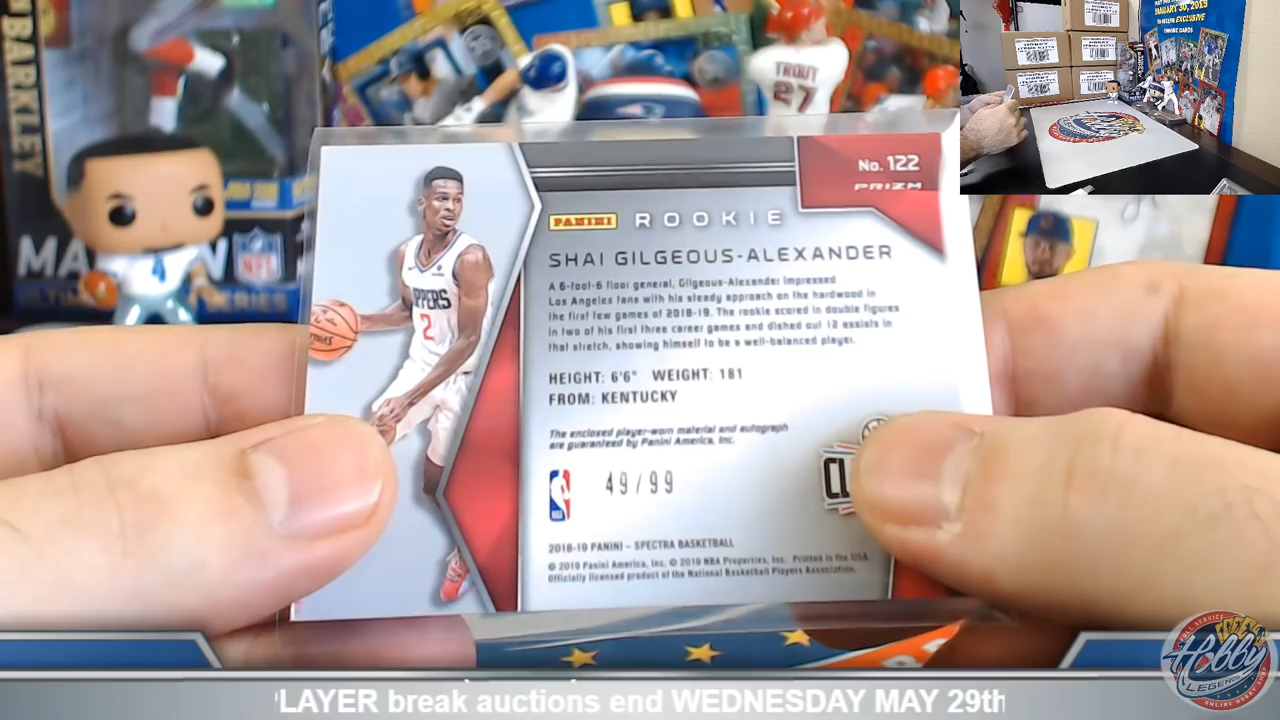 BARKLEY
TROUT
27
JANUARY 30, 2019
NFL
SERIES
No. 122
PRIZM
PANINI ROOKIE
SHAI GILGEOUS-ALEXANDER
A 6-foot-6 floor general, Gilgeous-Alexander impressed
Los Angeles fans with his steady approach on the hardwood in
the first few games of 2018-19. The rookie scored in double figures
in two of his first three career games and dished out 12 assists in
that stretch, showing himself to be a well-balanced player.
HEIGHT: 6'6" WEIGHT: 181
FROM: KENTUCKY
The enclosed player-worn material and autograph
are guaranteed by Panini America, Inc.
49/99
2018-19 PANINI – SPECTRA BASKETBALL
© 2019 Panini America, Inc. © 2019 NBA Properties, Inc. Printed in the USA.
Officially licensed product of the National Basketball Players Association.
2
CL
LAYER break auctions end WEDNESDAY MAY 29th
Hobby
LEGENDS